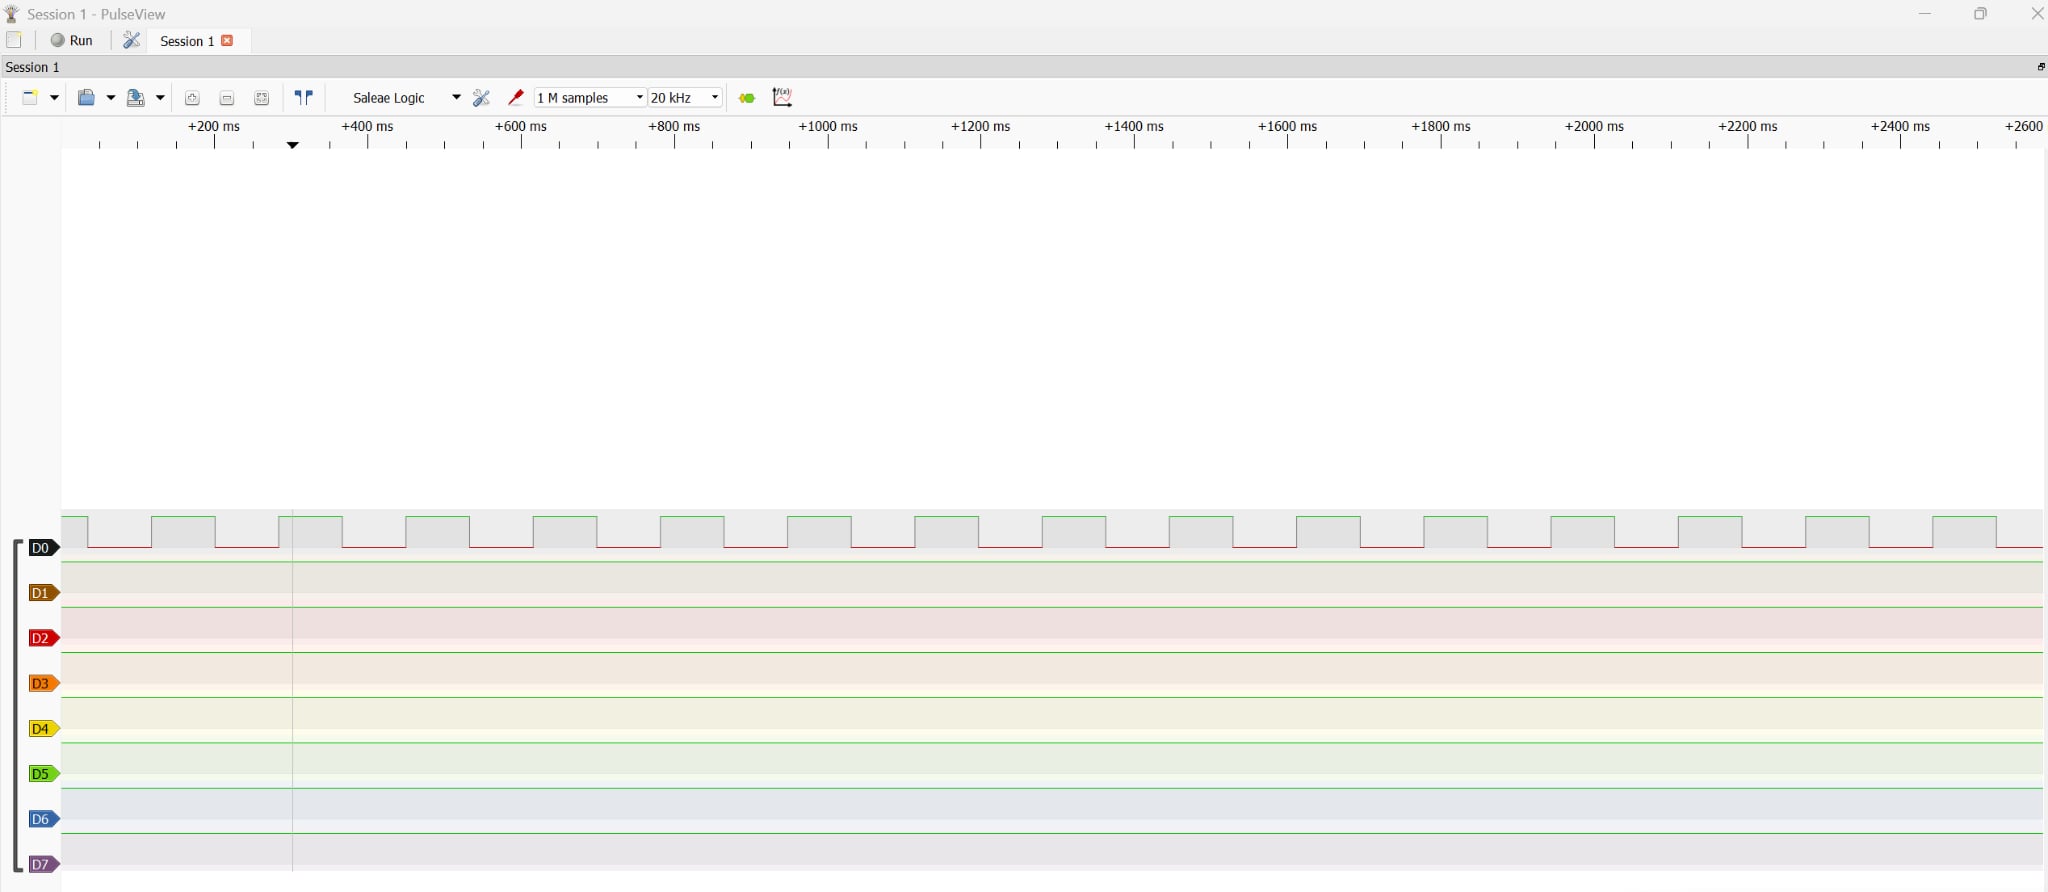 Session 1 - PulseView
Run
Session 1
Session 1
Saleae Logic
1 M samples
20 kHz
f(x)
+200 ms +400 ms +600 ms +800 ms +1000 ms +1200 ms +1400 ms +1600 ms +1800 ms +2000 ms +2200 ms +2400 ms +2600
D0
D1
D2
D3
D4
D5
D6
D7